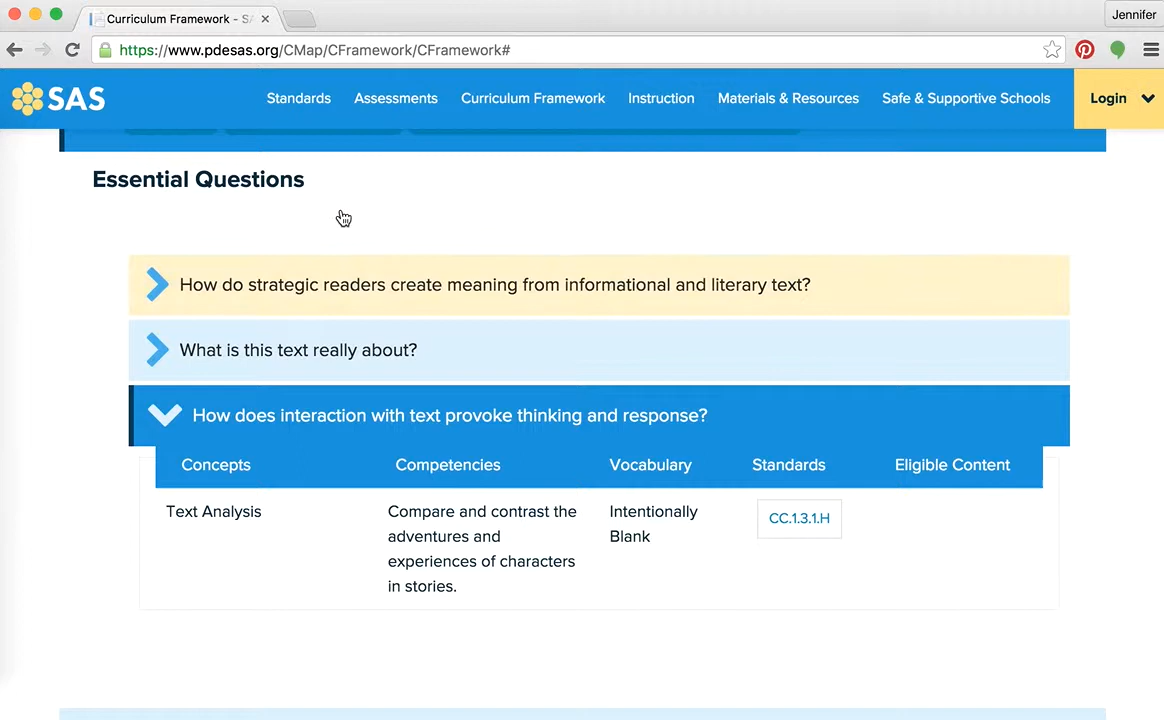 Curriculum Framework - SA
Jennifer
https://www.pdesas.org/CMap/CFramework/CFramework#
SAS
Standards
Assessments
Curriculum Framework
Instruction
Materials & Resources
Safe & Supportive Schools
Login
Essential Questions
How do strategic readers create meaning from informational and literary text?
What is this text really about?
How does interaction with text provoke thinking and response?
Concepts
Competencies
Vocabulary
Standards
Eligible Content
Text Analysis
Compare and contrast the
adventures and
experiences of characters
in stories.
Intentionally
Blank
CC.1.3.1.H